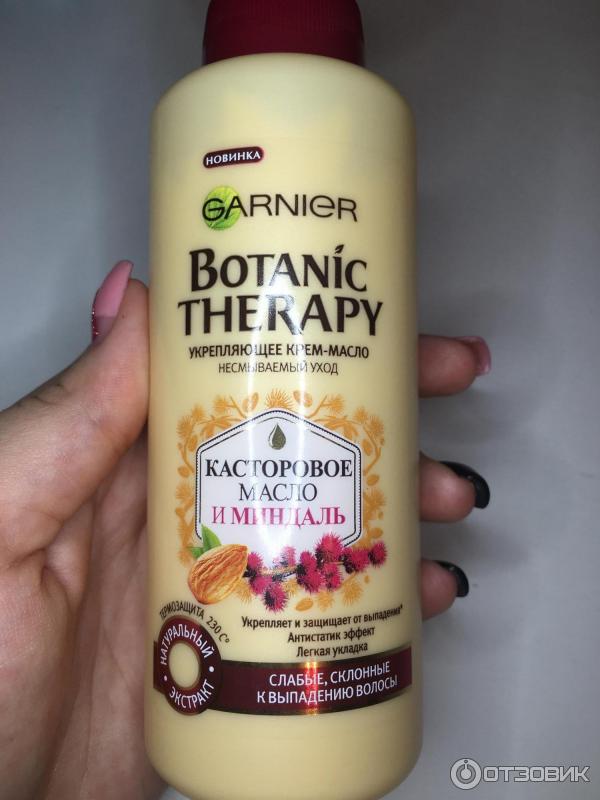 НОВИНКА
GARNIER
BOTANIC
THERAPY
УКРЕПЛЯЮЩЕЕ КРЕМ-МАСЛО
НЕСМЫВАЕМЫЙ УХОД
КАСТОРОВОЕ
МАСЛО
И МИНДАЛЬ
ТЕРМОЗАЩИТА 230 C°
НАТУРАЛЬНЫЙ
ЭКСТРАКТ
Укрепляет и защищает от выпадения*
Антистатик эффект
Легкая укладка
СЛАБЫЕ, СКЛОННЫЕ
К ВЫПАДЕНИЮ ВОЛОСЫ
ОТЗОВИК